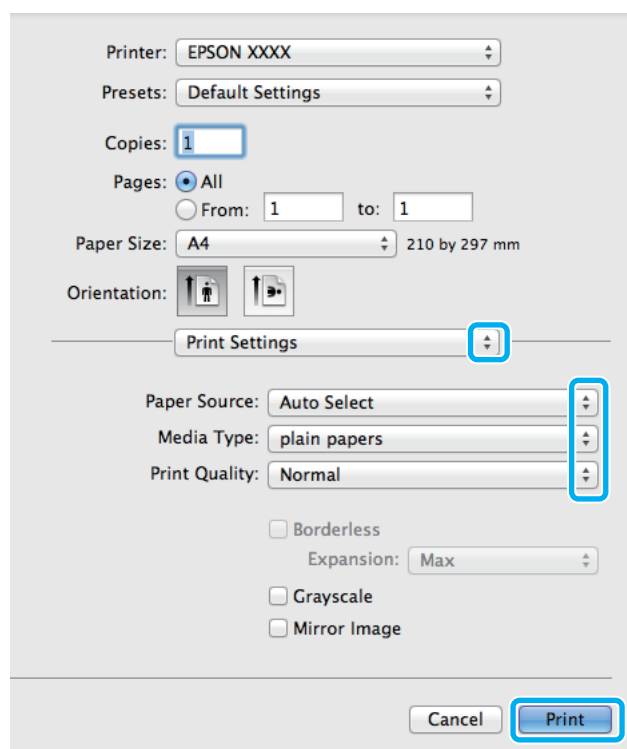 Printer: EPSON XXXX
Presets: Default Settings
Copies: 1
Pages: All
From: 1 to: 1
Paper Size: A4 210 by 297 mm
Orientation:
Print Settings
Paper Source: Auto Select
Media Type: plain papers
Print Quality: Normal
Borderless
Expansion: Max
Grayscale
Mirror Image
Cancel Print